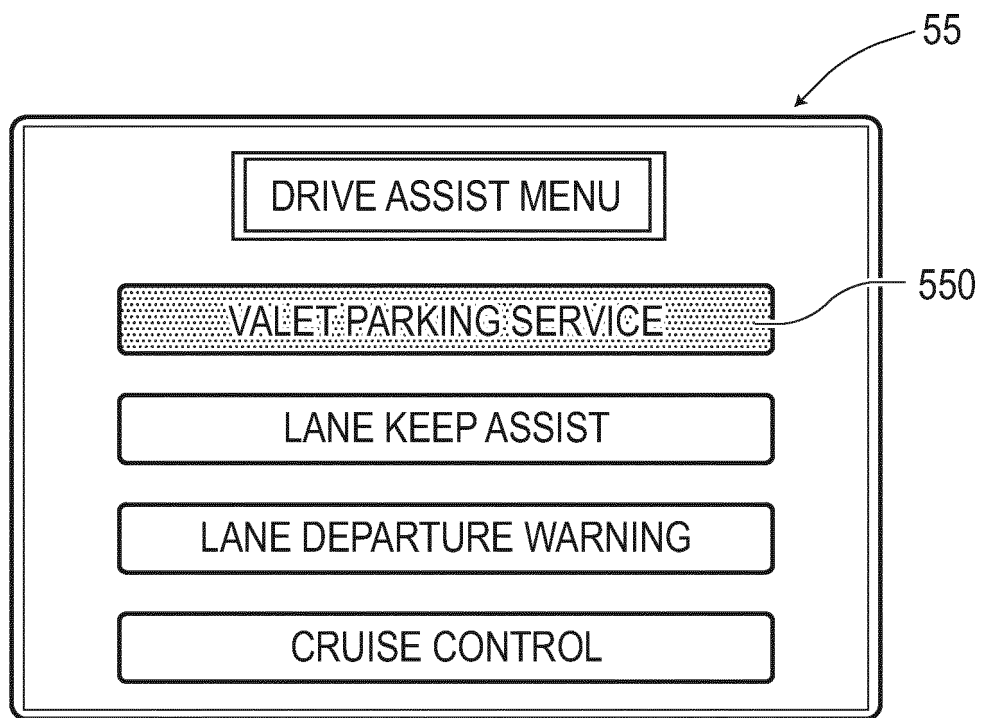 55
DRIVE ASSIST MENU
VALET PARKING SERVICE
550
LANE KEEP ASSIST
LANE DEPARTURE WARNING
CRUISE CONTROL